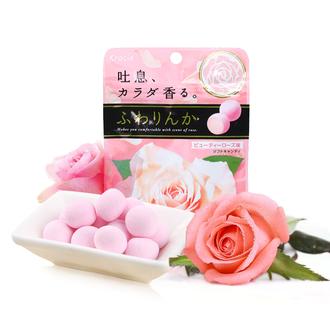 Kracie
吐息、
カラダ香る。
ふわりんか
Makes you comfortable with scent of rose.
ビューティーローズ味
ソフトキャンディ